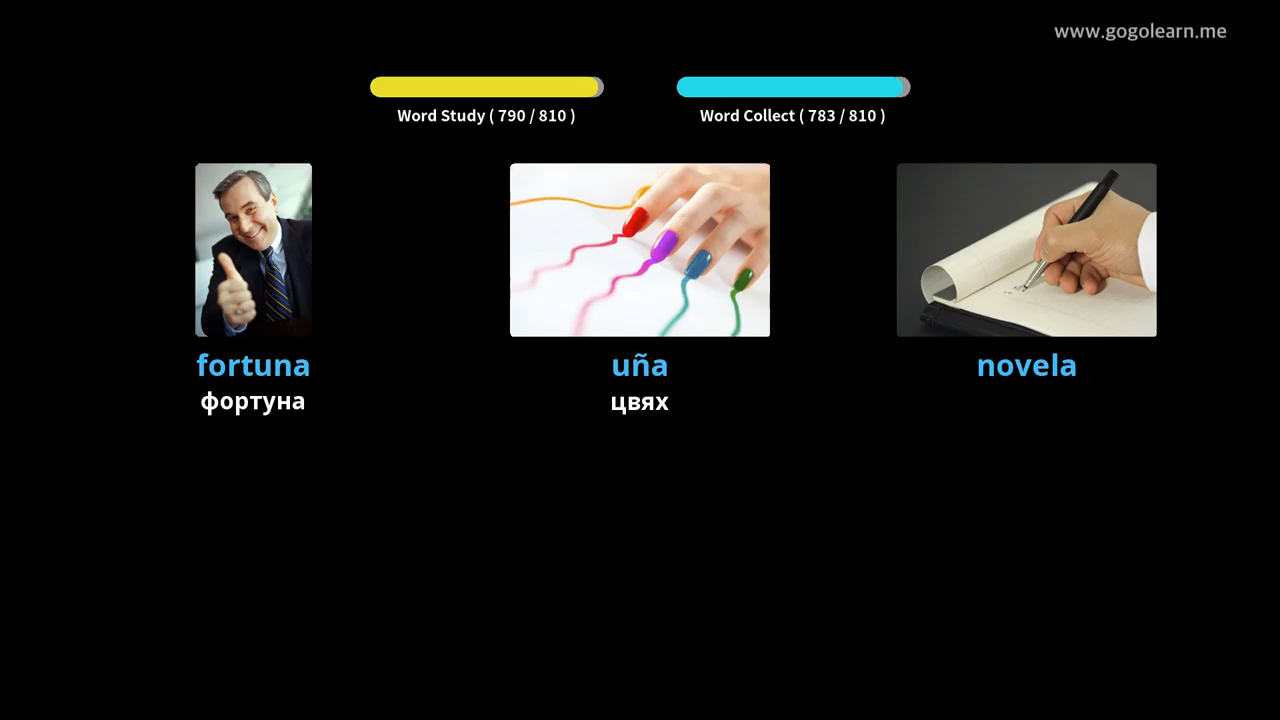 www.gogolearn.me
Word Study ( 790 / 810 )
Word Collect ( 783 / 810 )
fortuna
фортуна
uña
цвях
novela